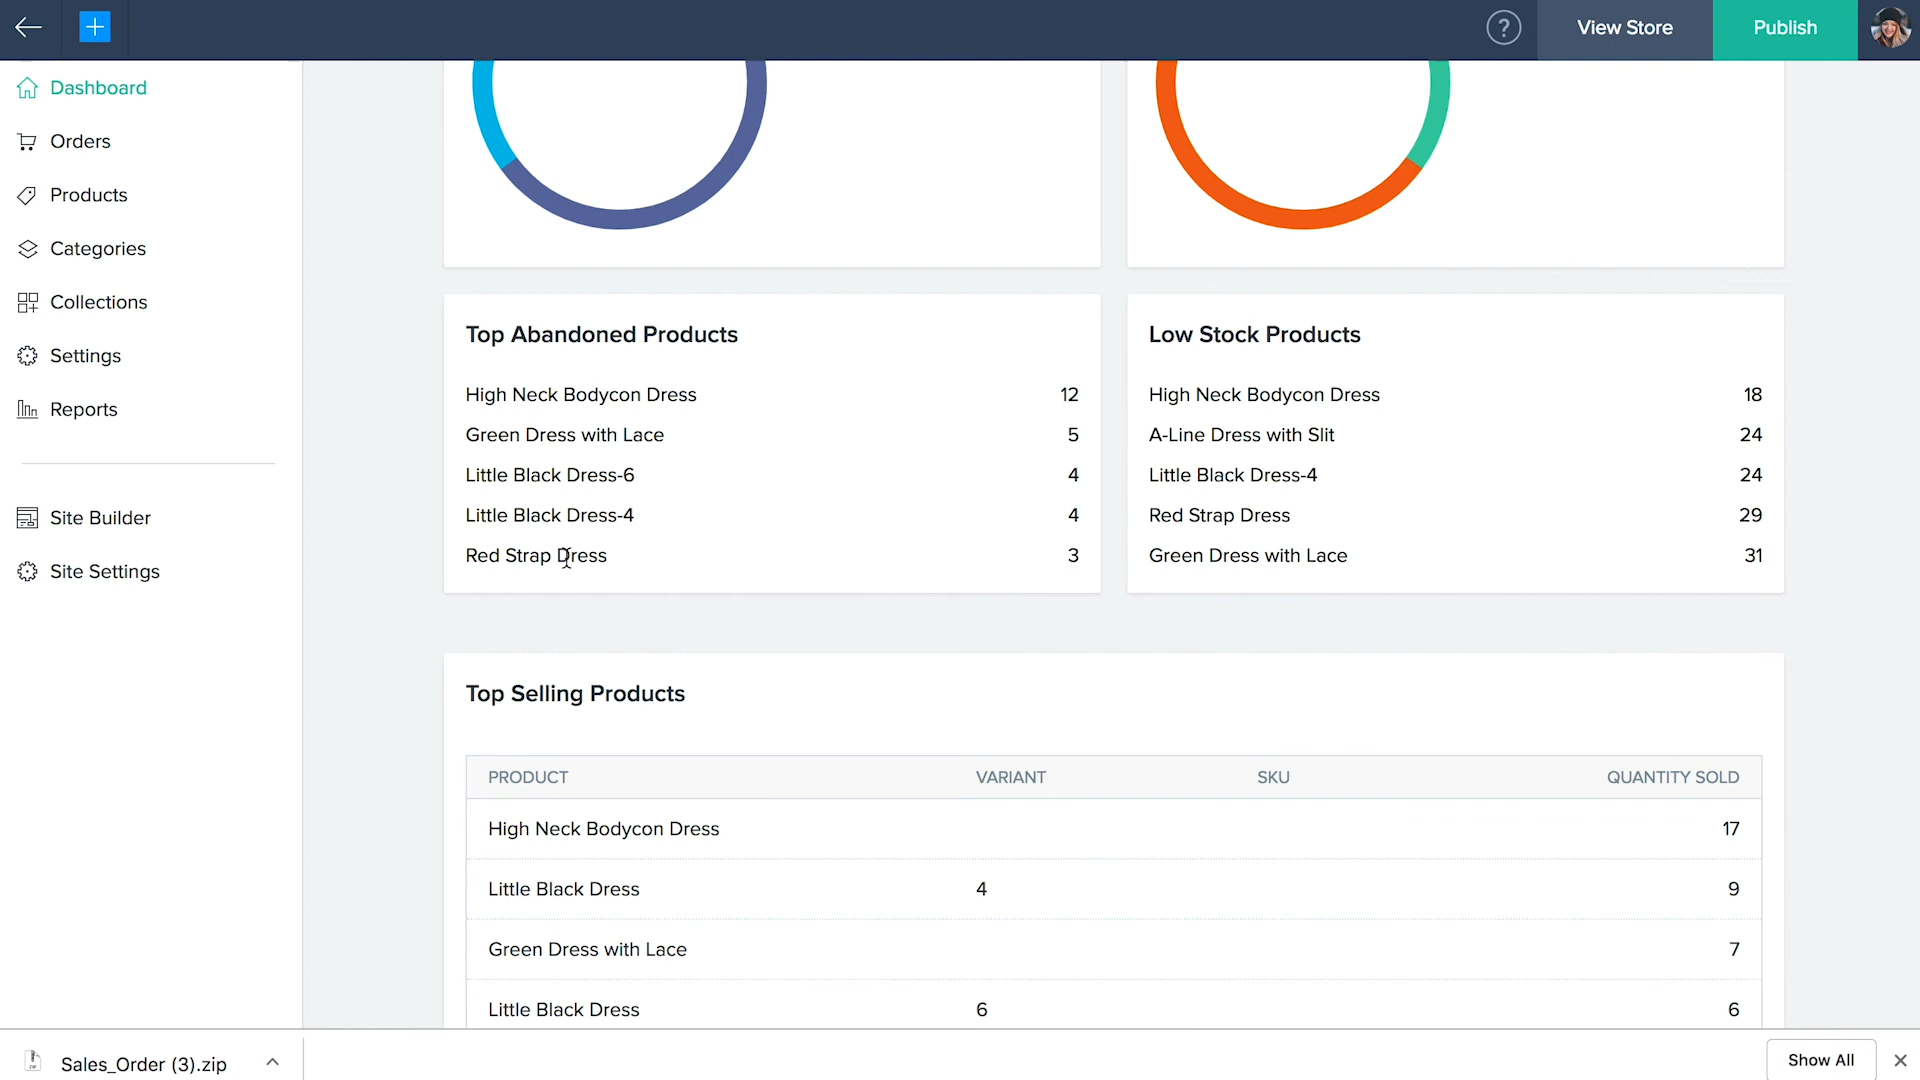 +
?
View Store
Publish
Dashboard
Orders
Products
Categories
Collections
Settings
Reports
Site Builder
Site Settings
Top Abandoned Products
High Neck Bodycon Dress 12
Green Dress with Lace 5
Little Black Dress-6 4
Little Black Dress-4 4
Red Strap Dress 3
Low Stock Products
High Neck Bodycon Dress 18
A-Line Dress with Slit 24
Little Black Dress-4 24
Red Strap Dress 29
Green Dress with Lace 31
Top Selling Products
PRODUCT VARIANT SKU QUANTITY SOLD
High Neck Bodycon Dress 17
Little Black Dress 4 9
Green Dress with Lace 7
Little Black Dress 6 6
Sales_Order (3).zip
Show All